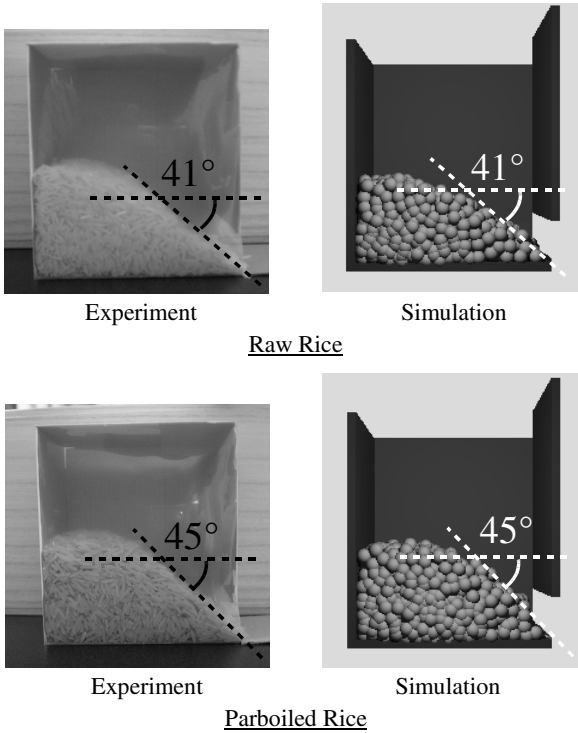 41°
41°
Experiment
Simulation
Raw Rice
45°
45°
Experiment
Simulation
Parboiled Rice